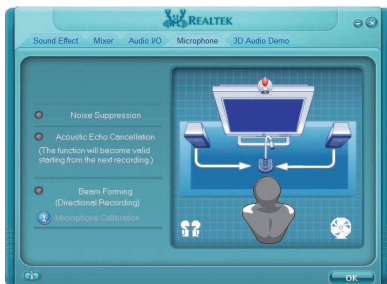 REALTEK
Sound Effect Mixer Audio I/O Microphone 3D Audio Demo
Noise Suppression
Acoustic Echo Cancellation
(The function will become valid
starting from the next recording.)
Beam Forming
(Directional Recording)
Microphone Calibration
OK